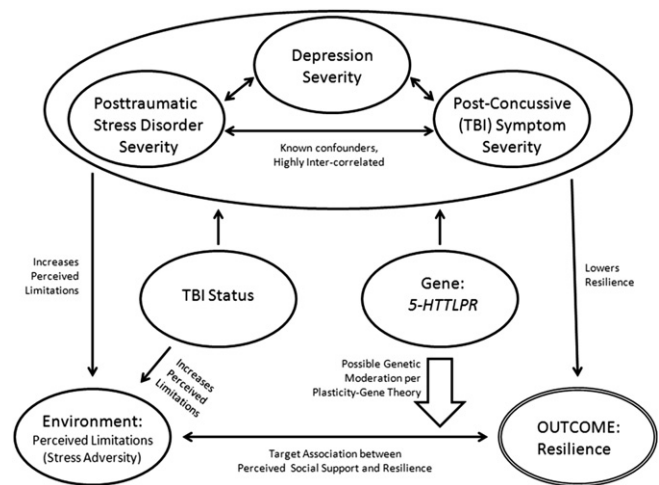 Depression
Severity
Posttraumatic
Stress Disorder
Severity
Post-Concussive
(TBI) Symptom
Severity
Known confounders,
Highly Inter-correlated
Increases
Perceived
Limitations
TBI Status
Gene:
5-HTTLPR
Lowers
Resilience
Increases
Perceived
Limitations
Possible Genetic
Moderation per
Plasticity-Gene Theory
Environment:
Perceived Limitations
(Stress Adversity)
Target Association between
Perceived Social Support and Resilience
OUTCOME:
Resilience